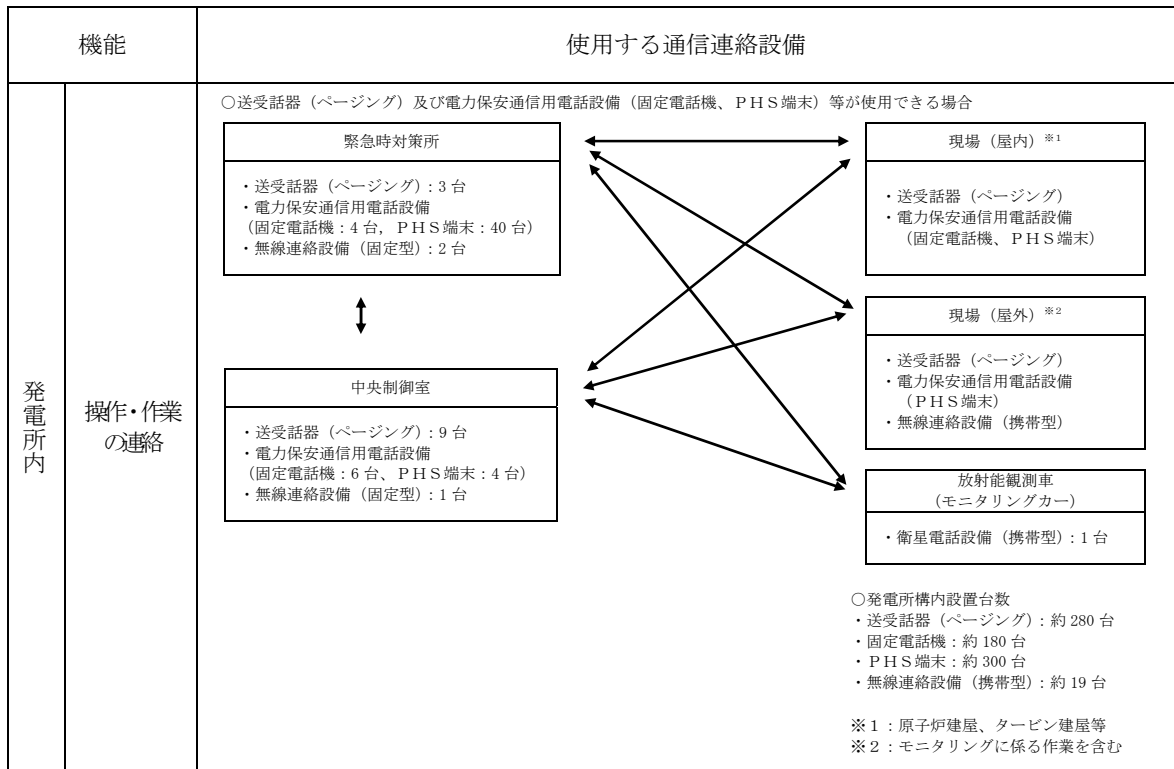 機能
使用する通信連絡設備
発電所内
操作・作業
の連絡
○送受話器（ページング）及び電力保安通信用電話設備（固定電話機、ＰＨＳ端末）等が使用できる場合
緊急時対策所
・送受話器（ページング）：3 台
・電力保安通信用電話設備
（固定電話機：4 台，ＰＨＳ端末：40 台）
・無線連絡設備（固定型）：2 台
中央制御室
・送受話器（ページング）：9 台
・電力保安通信用電話設備
（固定電話機：6 台、ＰＨＳ端末：4 台）
・無線連絡設備（固定型）：1 台
現場（屋内）※1
・送受話器（ページング）
・電力保安通信用電話設備
（固定電話機、ＰＨＳ端末）
現場（屋外）※2
・送受話器（ページング）
・電力保安通信用電話設備
（ＰＨＳ端末）
・無線連絡設備（携帯型）
放射能観測車
（モニタリングカー）
・衛星電話設備（携帯型）：1 台
○発電所構内設置台数
・送受話器（ページング）：約 280 台
・固定電話機：約 180 台
・ＰＨＳ端末：約 300 台
・無線連絡設備（携帯型）：約 19 台
※１：原子炉建屋、タービン建屋等
※２：モニタリングに係る作業を含む